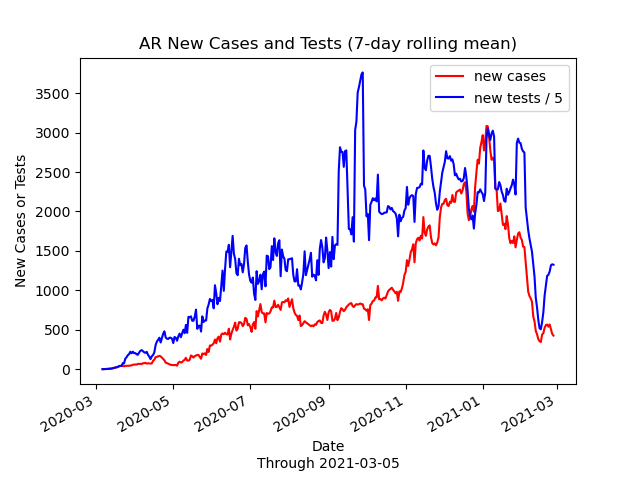 AR New Cases and Tests (7-day rolling mean)
new cases
new tests / 5
New Cases or Tests
3500
3000
2500
2000
1500
1000
500
0
2020-03
2020-05
2020-07
2020-09
2020-11
2021-01
2021-03
Date
Through 2021-03-05